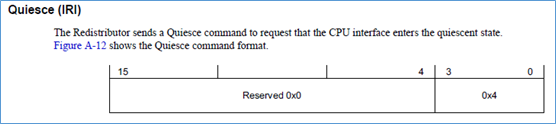 Quiesce (IRI)
The Redistributor sends a Quiesce command to request that the CPU interface enters the quiescent state.
Figure A-12 shows the Quiesce command format.
15 4 3 0
Reserved 0x0 0x4